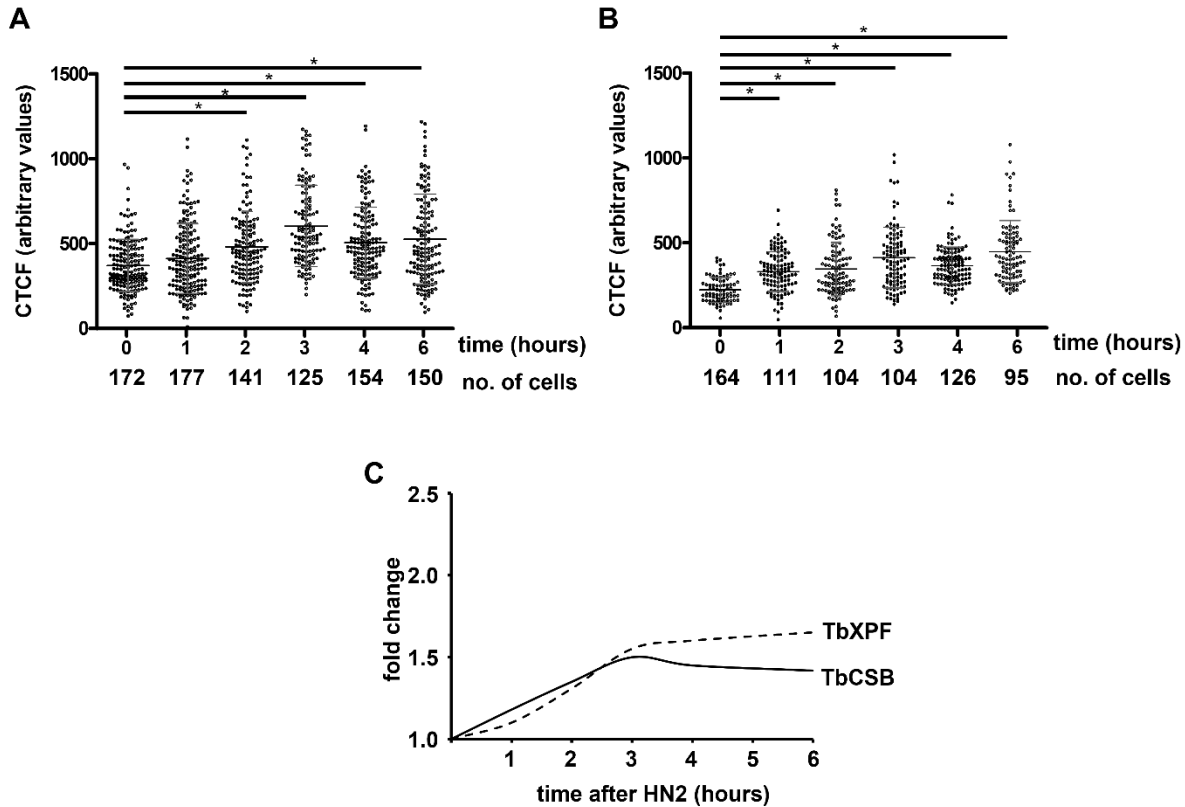 A
* 
*
*
*
1500
1000
500
0
CTCF (arbitrary values)
0 1 2 3 4 6 time (hours)
172 177 141 125 154 150 no. of cells
B
*
*
*
*
*
1500
1000
500
0
CTCF (arbitrary values)
0 1 2 3 4 6 time (hours)
164 111 104 104 126 95 no. of cells
C
2.5
2.0
1.5
1.0
fold change
TbXPF
TbCSB
1 2 3 4 5 6
time after HN2 (hours)